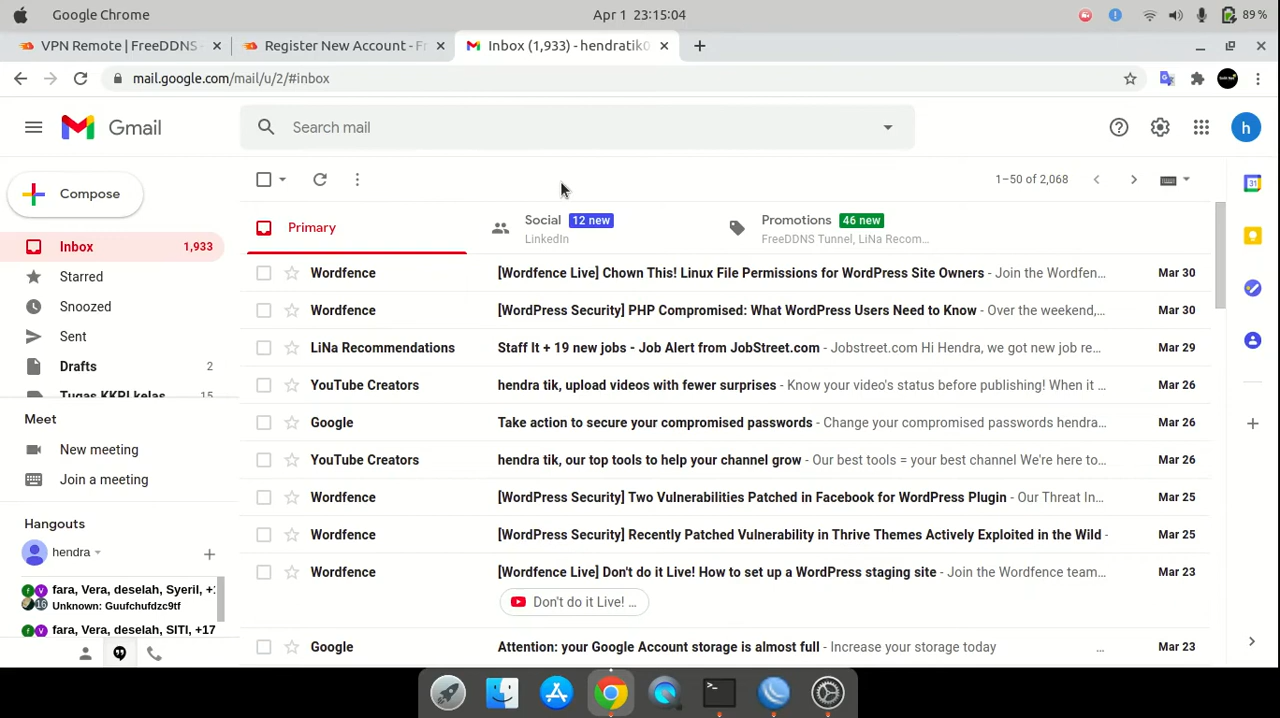 Google Chrome
Apr 1 23:15:04
89 %
VPN Remote | FreeDDNS
Register New Account - F
Inbox (1,933) - hendratik0
mail.google.com/mail/u/2/#inbox
Gmail
Search mail
h
Compose
1–50 of 2,068
Primary
Social 12 new
LinkedIn
Promotions 46 new
FreeDDNS Tunnel, LiNa Recom...
Inbox 1,933
Starred
Snoozed
Sent
Drafts 2
Tugas KKPI kelas 15
Wordfence [Wordfence Live] Chown This! Linux File Permissions for WordPress Site Owners - Join the Wordfen... Mar 30
Wordfence [WordPress Security] PHP Compromised: What WordPress Users Need to Know - Over the weekend,... Mar 30
LiNa Recommendations Staff It + 19 new jobs - Job Alert from JobStreet.com - Jobstreet.com Hi Hendra, we got new job re... Mar 29
YouTube Creators hendra tik, upload videos with fewer surprises - Know your video's status before publishing! When it ... Mar 26
Google Take action to secure your compromised passwords - Change your compromised passwords hendra... Mar 26
YouTube Creators hendra tik, our top tools to help your channel grow - Our best tools = your best channel We're here to... Mar 26
Wordfence [WordPress Security] Two Vulnerabilities Patched in Facebook for WordPress Plugin - Our Threat In... Mar 25
Wordfence [WordPress Security] Recently Patched Vulnerability in Thrive Themes Actively Exploited in the Wild - Mar 25
Wordfence [Wordfence Live] Don't do it Live! How to set up a WordPress staging site - Join the Wordfence team... Mar 23
Don't do it Live! ...
Google Attention: your Google Account storage is almost full - Increase your storage today ... Mar 23
Meet
New meeting
Join a meeting
Hangouts
hendra
fara, Vera, deselah, Syeril, +1
Unknown: Guufchufdzc9tf
16
fara, Vera, deselah, SITI, +17
31